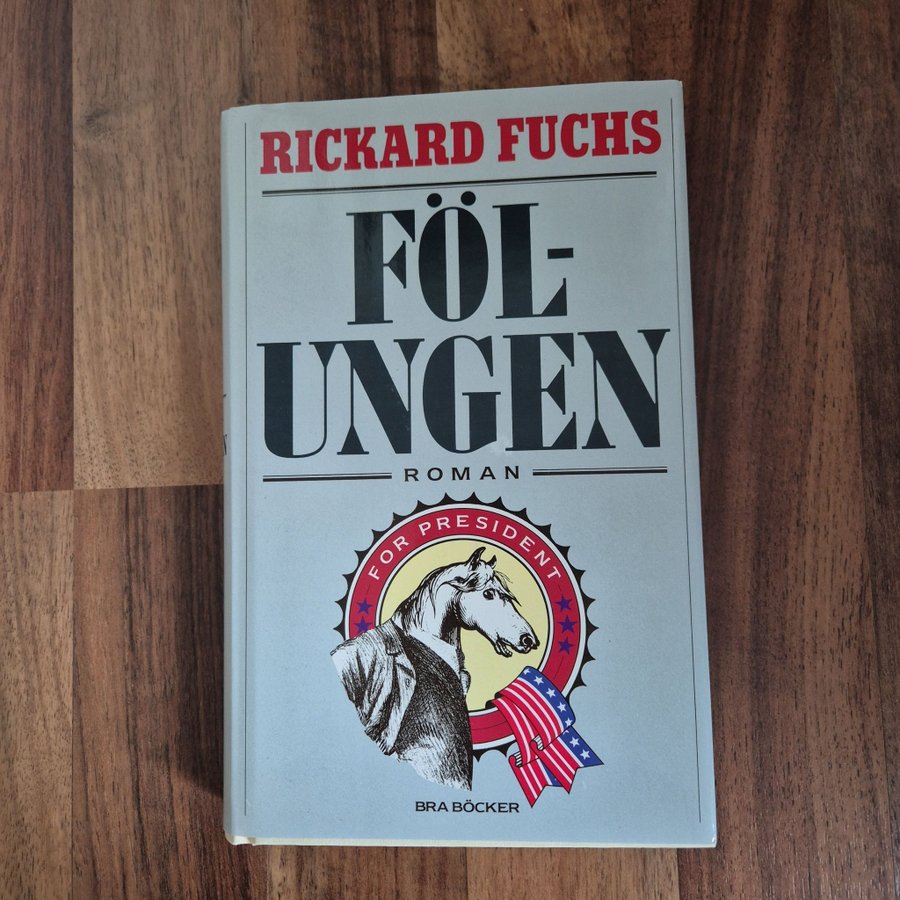 RICKARD FUCHS
FÖL-
UNGEN
ROMAN
FOR PRESIDENT
BRA BÖCKER